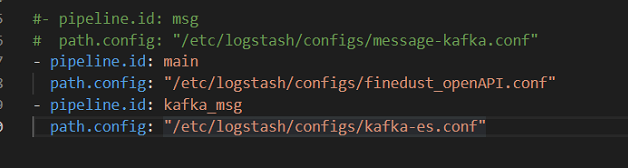 #- pipeline.id: msg
#  path.config: "/etc/logstash/configs/message-kafka.conf"
- pipeline.id: main
  path.config: "/etc/logstash/configs/finedust_openAPI.conf"
- pipeline.id: kafka_msg
  path.config: "/etc/logstash/configs/kafka-es.conf"